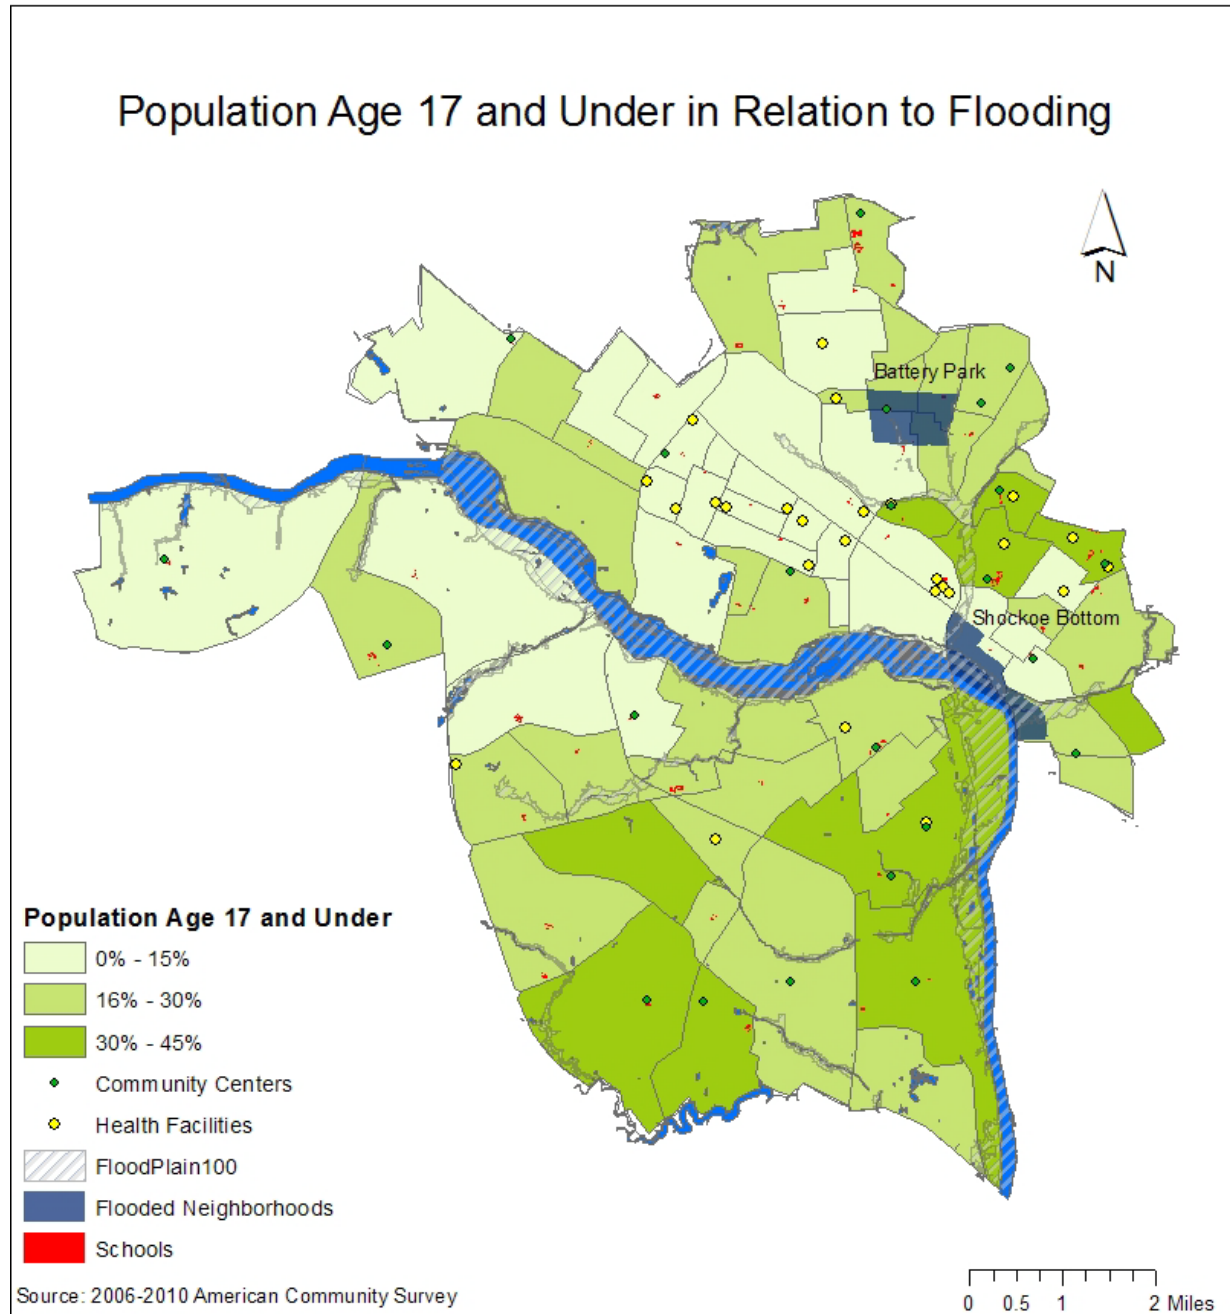 Population Age 17 and Under in Relation to Flooding
N
Battery Park
Shockoe Bottom
Population Age 17 and Under
0% - 15%
16% - 30%
30% - 45%
Community Centers
Health Facilities
FloodPlain100
Flooded Neighborhoods
Schools
Source: 2006-2010 American Community Survey
0 0.5 1 2 Miles